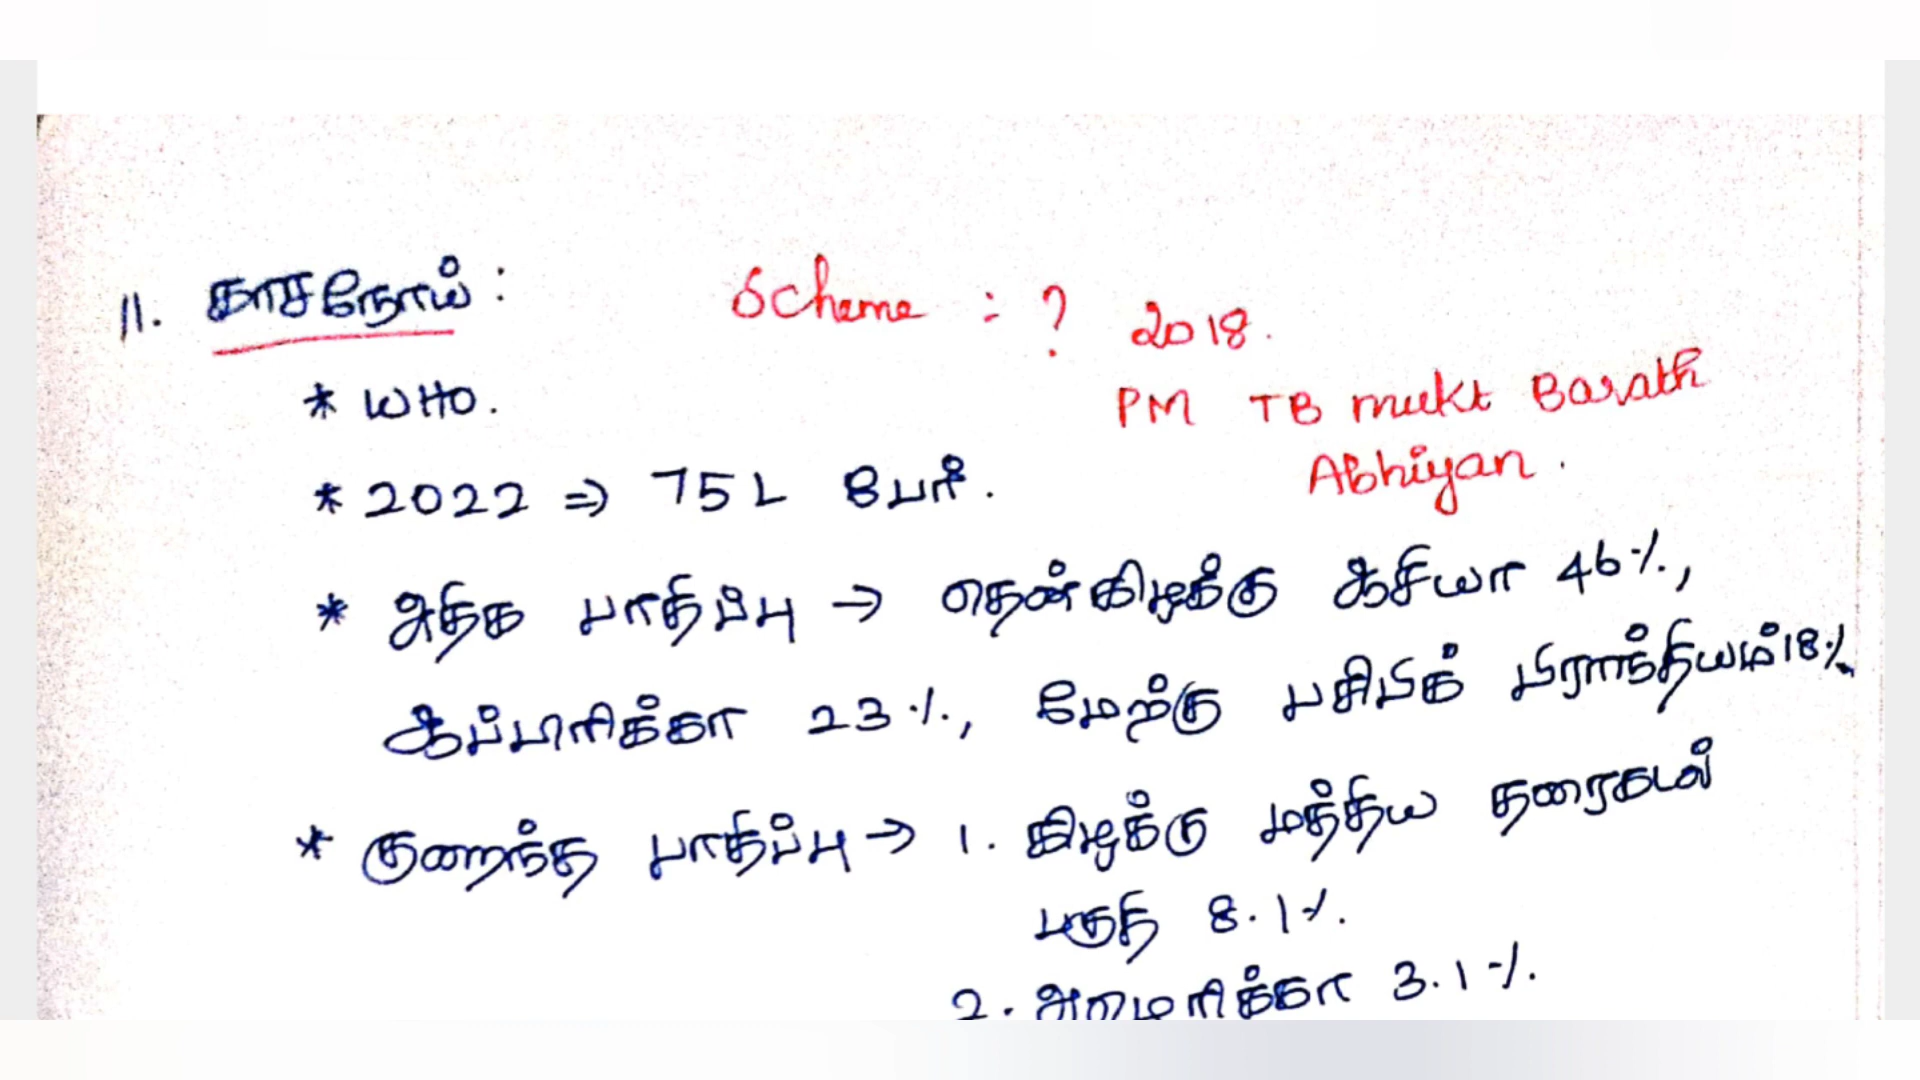 11. காசநோய் :
Scheme : ? 2018.
PM TB mukt Barath
Abhiyan.
* WHO.
* 2022 ⇒ 75L பேர்.
* அதிக பாதிப்பு → தென்கிழக்கு ஆசியா 46%,
ஆப்பாரிக்கா 23%, மேற்கு பசிபிக் பிராந்தியம் 18%
* குறைந்த பாதிப்பு → 1. கிழக்கு மத்திய தரைகடல்
பகுதி 8.1%.
2. அமெரிக்கா 3.1%.